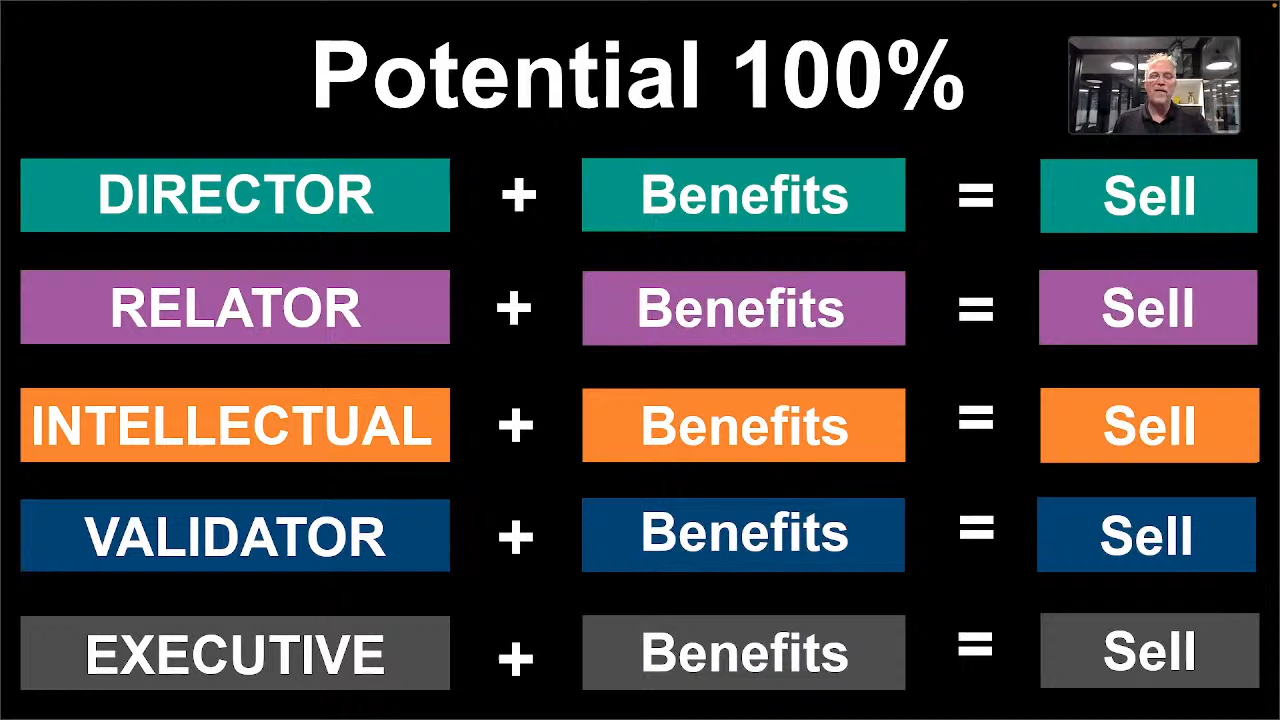 Potential 100%
DIRECTOR + Benefits = Sell
RELATOR + Benefits = Sell
INTELLECTUAL + Benefits = Sell
VALIDATOR + Benefits = Sell
EXECUTIVE + Benefits = Sell